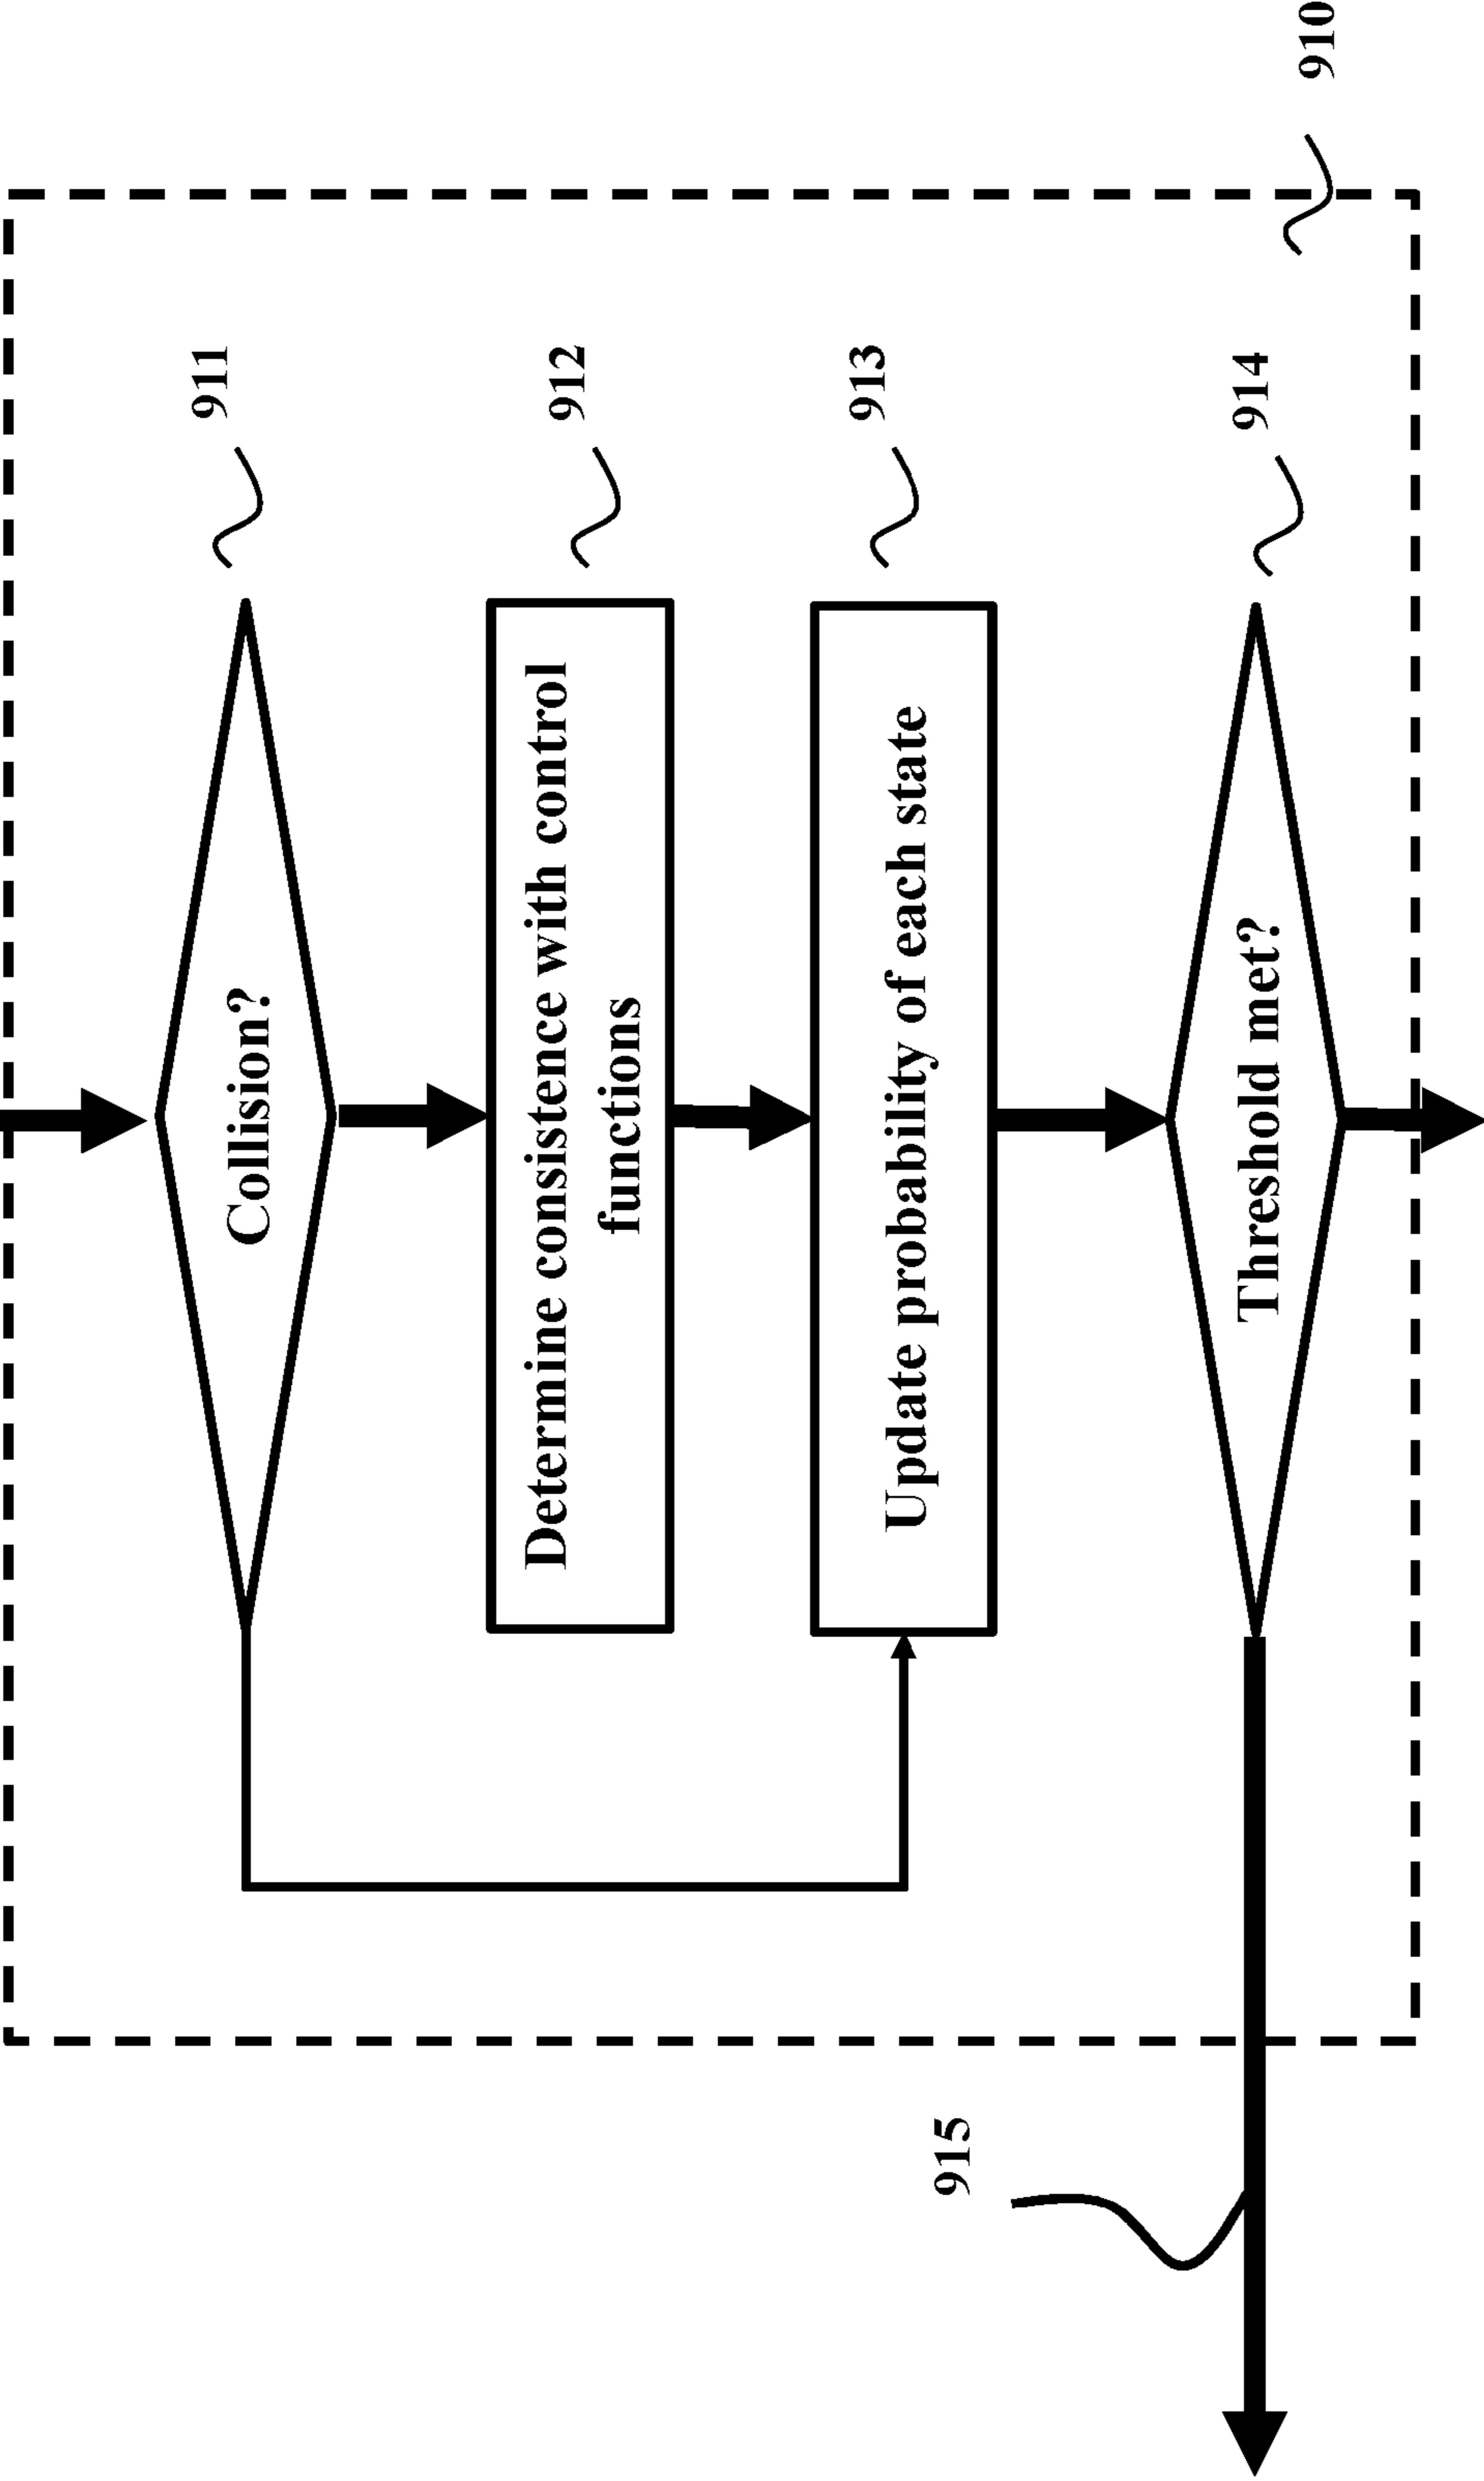 Collision?
911
Determine consistence with control
functions
912
Update probability of each state
913
Threshold met?
914
910
915